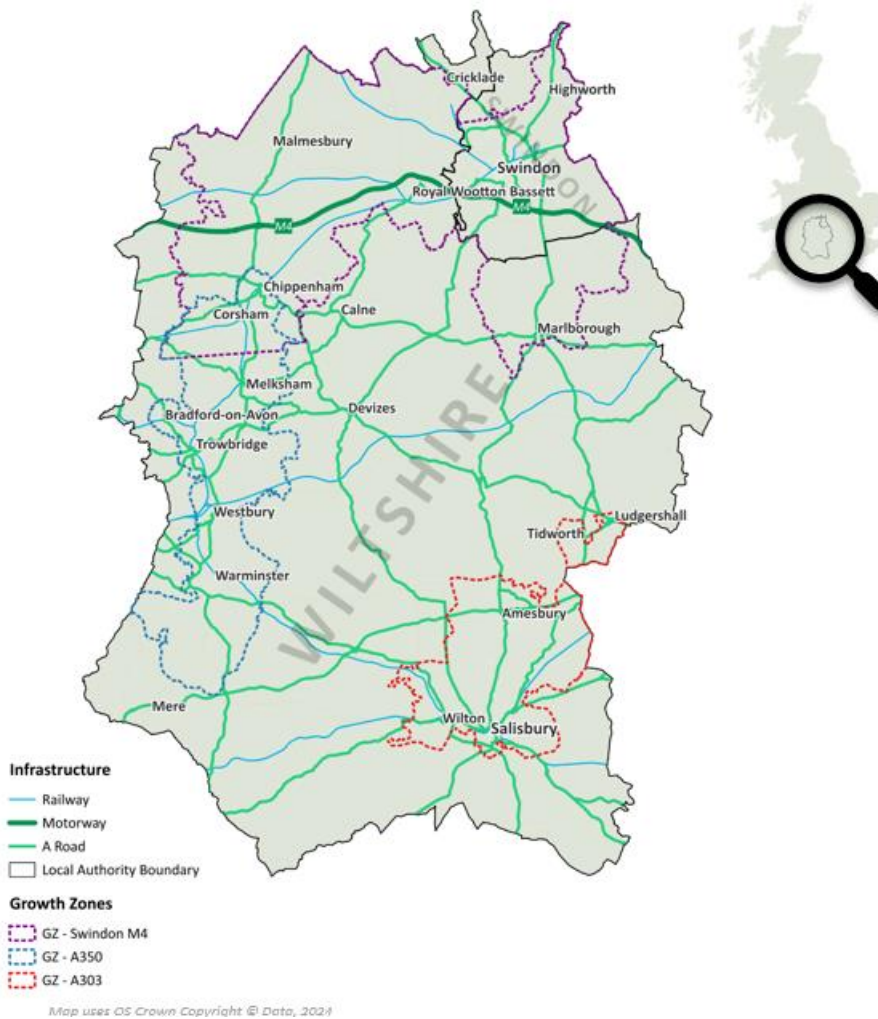 Cricklade
Highworth
Malmesbury
SWINDON
Swindon
Royal Wootton Bassett
M4
M4
Chippenham
Corsham
Calne
Marlborough
Melksham
WILTSHIRE
Devizes
Bradford-on-Avon
Trowbridge
Westbury
Ludgershall
Tidworth
Warminster
Amesbury
Mere
Wilton
Salisbury
Infrastructure
Railway
Motorway
A Road
Local Authority Boundary
Growth Zones
GZ - Swindon M4
GZ - A350
GZ - A303
Map uses OS Crown Copyright © Data, 2024